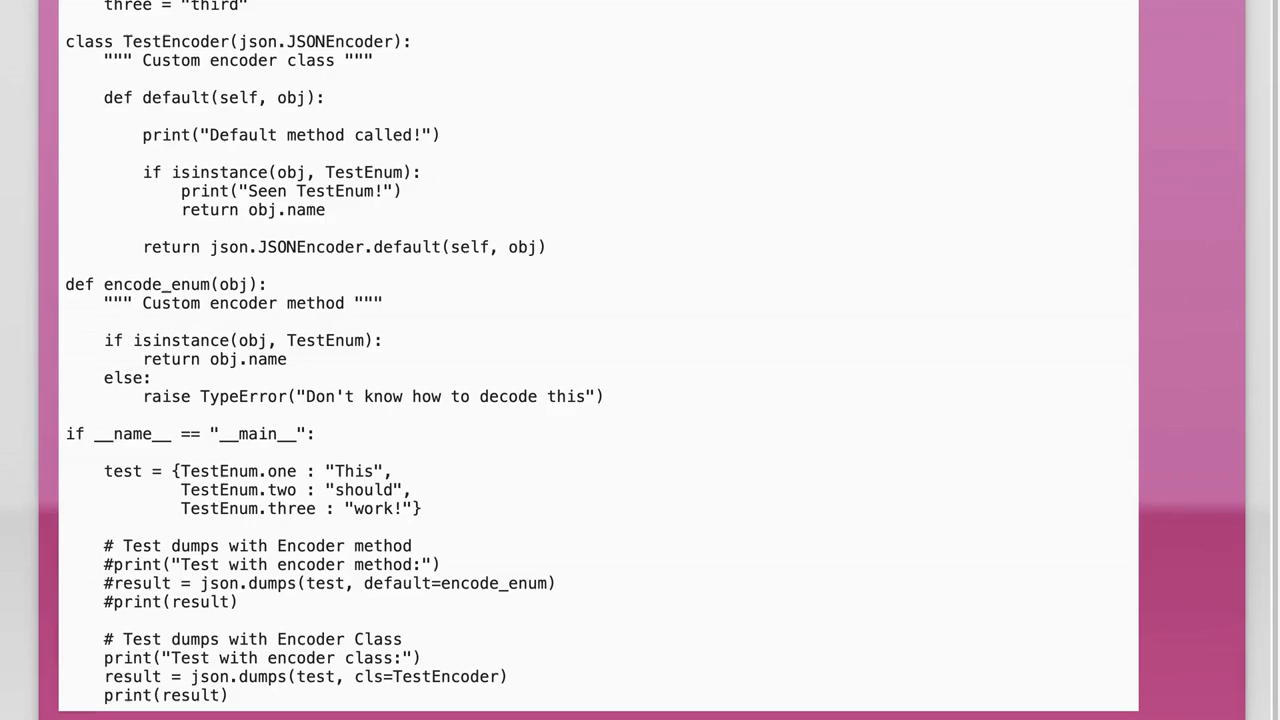 three = "third"

class TestEncoder(json.JSONEncoder):
    """ Custom encoder class """

    def default(self, obj):

        print("Default method called!")

        if isinstance(obj, TestEnum):
            print("Seen TestEnum!")
            return obj.name

        return json.JSONEncoder.default(self, obj)

def encode_enum(obj):
    """ Custom encoder method """

    if isinstance(obj, TestEnum):
        return obj.name
    else:
        raise TypeError("Don't know how to decode this")

if __name__ == "__main__":

    test = {TestEnum.one : "This",
            TestEnum.two : "should",
            TestEnum.three : "work!"}

    # Test dumps with Encoder method
    #print("Test with encoder method:")
    #result = json.dumps(test, default=encode_enum)
    #print(result)

    # Test dumps with Encoder Class
    print("Test with encoder class:")
    result = json.dumps(test, cls=TestEncoder)
    print(result)